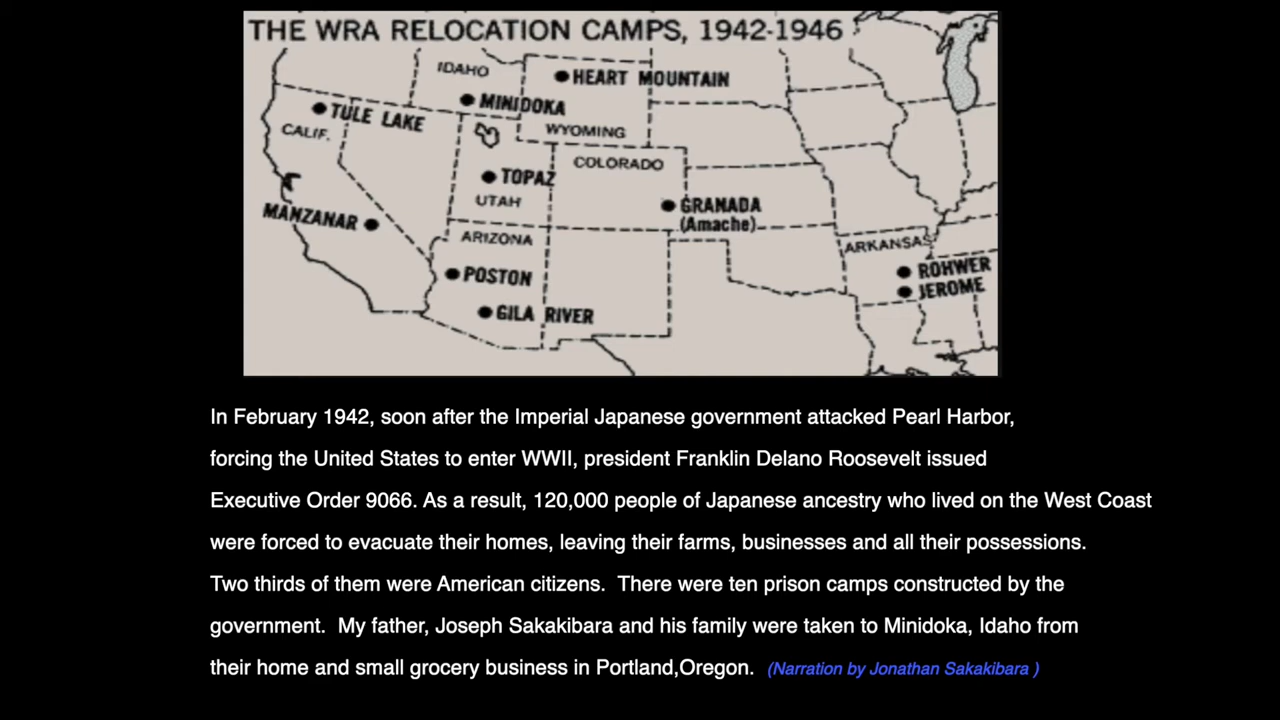 THE WRA RELOCATION CAMPS, 1942-1946
IDAHO
HEART MOUNTAIN
MINIDOKA
TULE LAKE
CALIF.
WYOMING
COLORADO
TOPAZ
UTAH
GRANADA
(Amache)
MANZANAR
ARIZONA
ARKANSAS
ROHWER
POSTON
JEROME
GILA RIVER
In February 1942, soon after the Imperial Japanese government attacked Pearl Harbor,
forcing the United States to enter WWII, president Franklin Delano Roosevelt issued
Executive Order 9066. As a result, 120,000 people of Japanese ancestry who lived on the West Coast
were forced to evacuate their homes, leaving their farms, businesses and all their possessions.
Two thirds of them were American citizens.  There were ten prison camps constructed by the
government.  My father, Joseph Sakakibara and his family were taken to Minidoka, Idaho from
their home and small grocery business in Portland,Oregon.  (Narration by Jonathan Sakakibara )